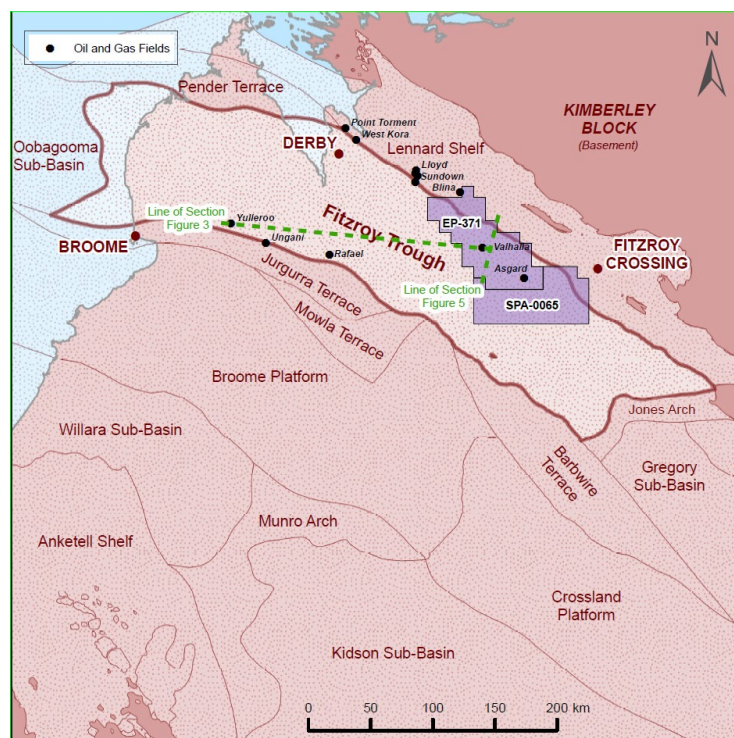 Oil and Gas Fields
N
Pender Terrace
KIMBERLEY
BLOCK
(Basement)
Point Torment
West Kora
Oobagooma
Sub-Basin
DERBY
Lennard Shelf
Lloyd
Sundown
Blina
Line of Section
Figure 3
Yulleroo
Fitzroy Trough
EP-371
BROOME
Ungani
Rafael
Valhalla
FITZROY
CROSSING
Jurgurra Terrace
Asgard
Line of Section
Figure 5
SPA-0065
Mowla Terrace
Broome Platform
Jones Arch
Willara Sub-Basin
Barbwire
Terrace
Gregory
Sub-Basin
Munro Arch
Anketell Shelf
Crossland
Platform
Kidson Sub-Basin
0 50 100 150 200 km